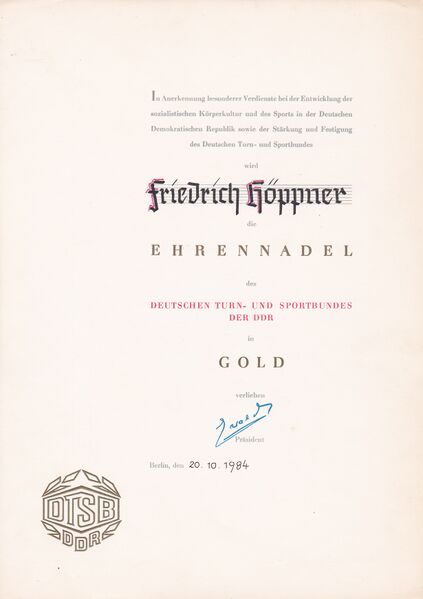 In Anerkennung besonderer Verdienste bei der Entwicklung der
sozialistischen Körperkultur und des Sports in der Deutschen
Demokratischen Republik sowie der Stärkung und Festigung
des Deutschen Turn- und Sportbundes
wird
Friedrich Höppner
die
EHRENNADEL
des
DEUTSCHEN TURN- UND SPORTBUNDES
DER DDR
in
GOLD
verliehen
Ewald
Präsident
Berlin, den 20.10.1984
DTSB
DDR